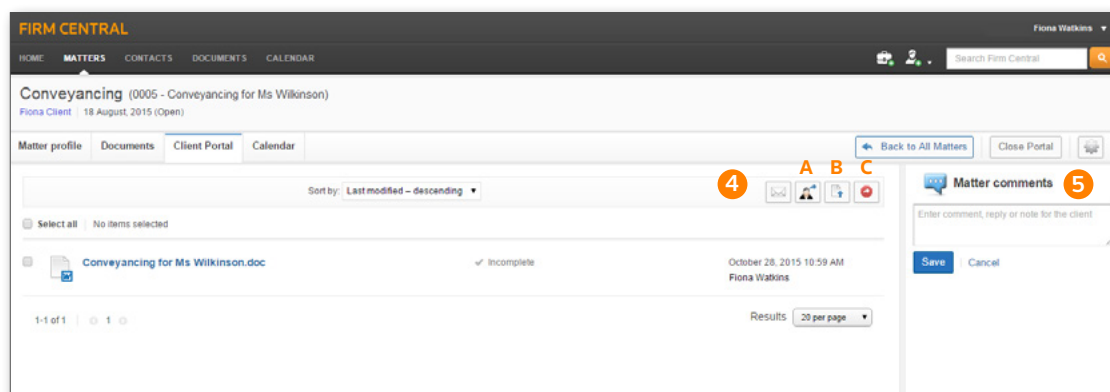 FIRM CENTRAL
Fiona Watkins
HOME MATTERS CONTACTS DOCUMENTS CALENDAR
Search Firm Central
Conveyancing (0005 - Conveyancing for Ms Wilkinson)
Fiona Client | 18 August, 2015 (Open)
Matter profile Documents Client Portal Calendar
Back to All Matters Close Portal
A B C
Sort by: Last modified – descending
4
Matter comments 5
Enter comment, reply or note for the client
Select all No items selected
Conveyancing for Ms Wilkinson.doc Incomplete October 28, 2015 10:59 AM
Fiona Watkins
Save Cancel
1-1 of 1 1 Results 20 per page